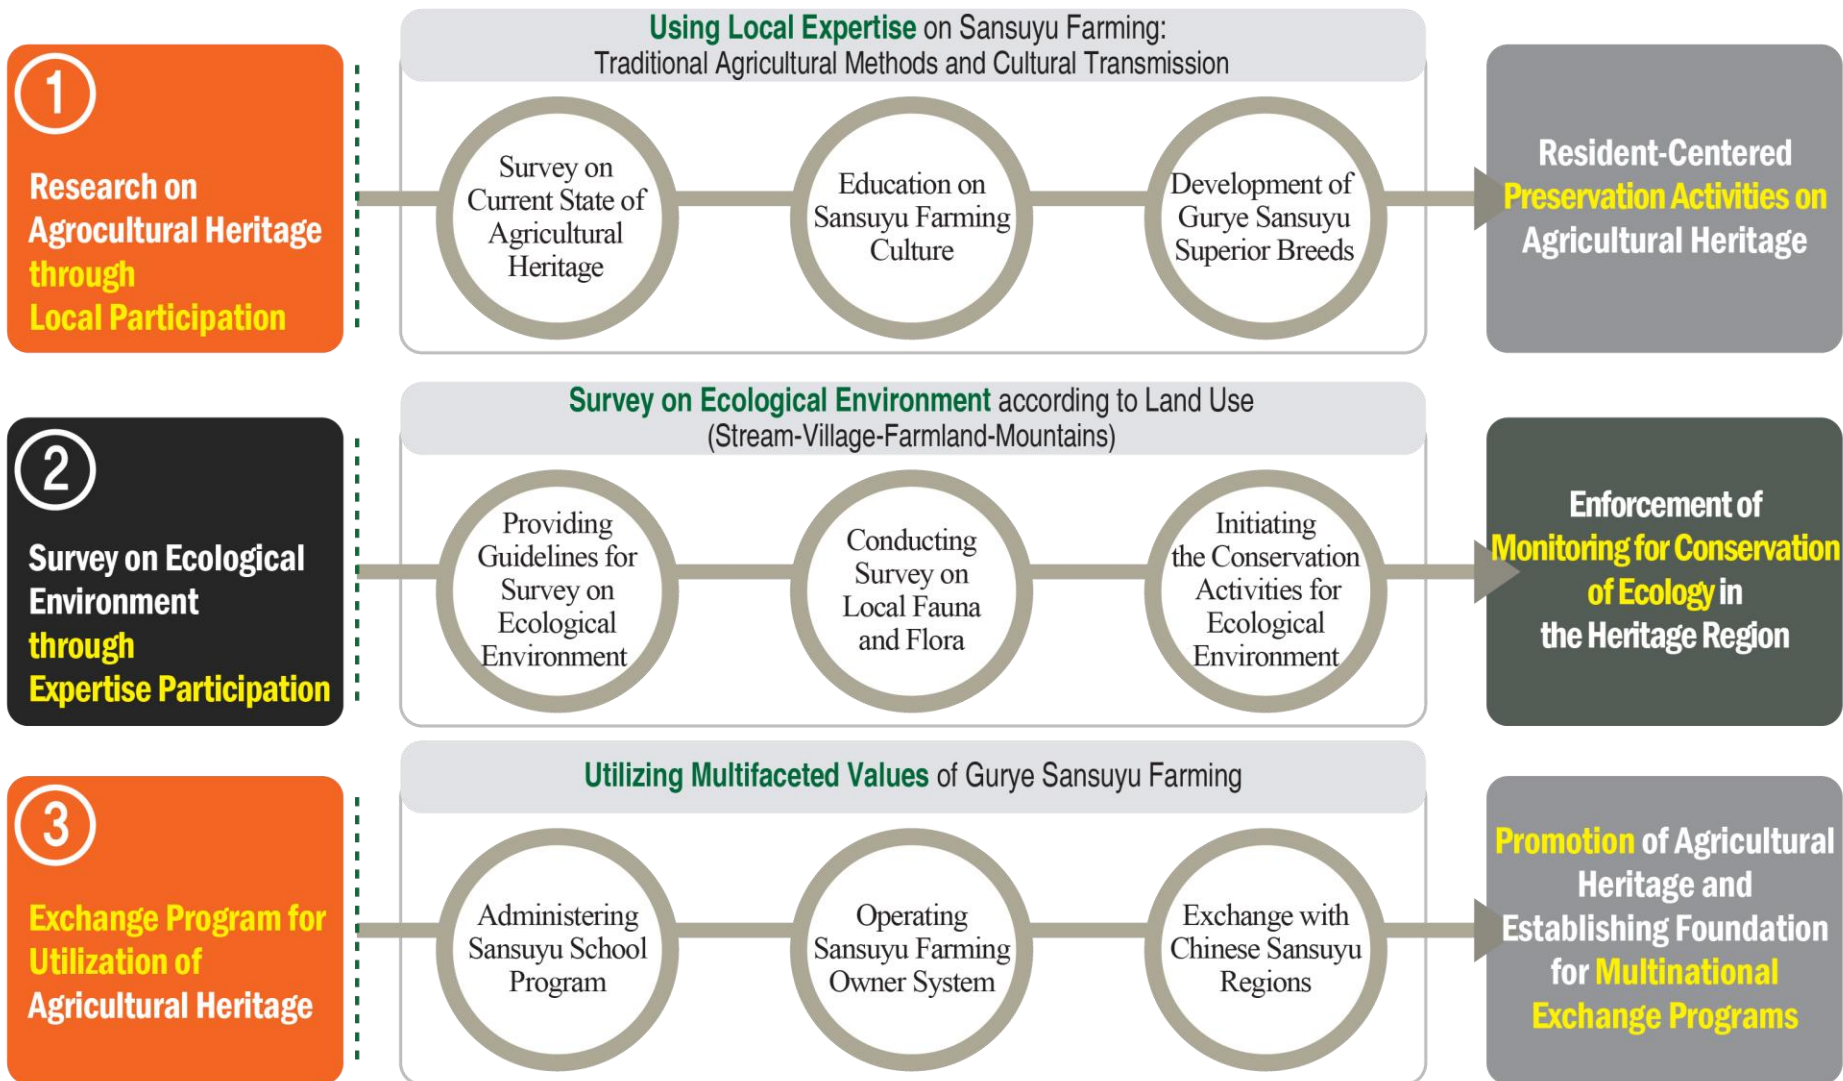 1
Research on
Agrocultural Heritage
through
Local Participation
Using Local Expertise on Sansuyu Farming:
Traditional Agricultural Methods and Cultural Transmission
Survey on
Current State of
Agricultural
Heritage
Education on
Sansuyu Farming
Culture
Development of
Gurye Sansuyu
Superior Breeds
Resident-Centered
Preservation Activities on
Agricultural Heritage
2
Survey on Ecological
Environment
through
Expertise Participation
Survey on Ecological Environment according to Land Use
(Stream-Village-Farmland-Mountains)
Providing
Guidelines for
Survey on
Ecological
Environment
Conducting
Survey on
Local Fauna
and Flora
Initiating
the Conservation
Activities for
Ecological
Environment
Enforcement of
Monitoring for Conservation
of Ecology in
the Heritage Region
3
Exchange Program for
Utilization of
Agricultural Heritage
Utilizing Multifaceted Values of Gurye Sansuyu Farming
Administering
Sansuyu School
Program
Operating
Sansuyu Farming
Owner System
Exchange with
Chinese Sansuyu
Regions
Promotion of Agricultural
Heritage and
Establishing Foundation
for Multinational
Exchange Programs